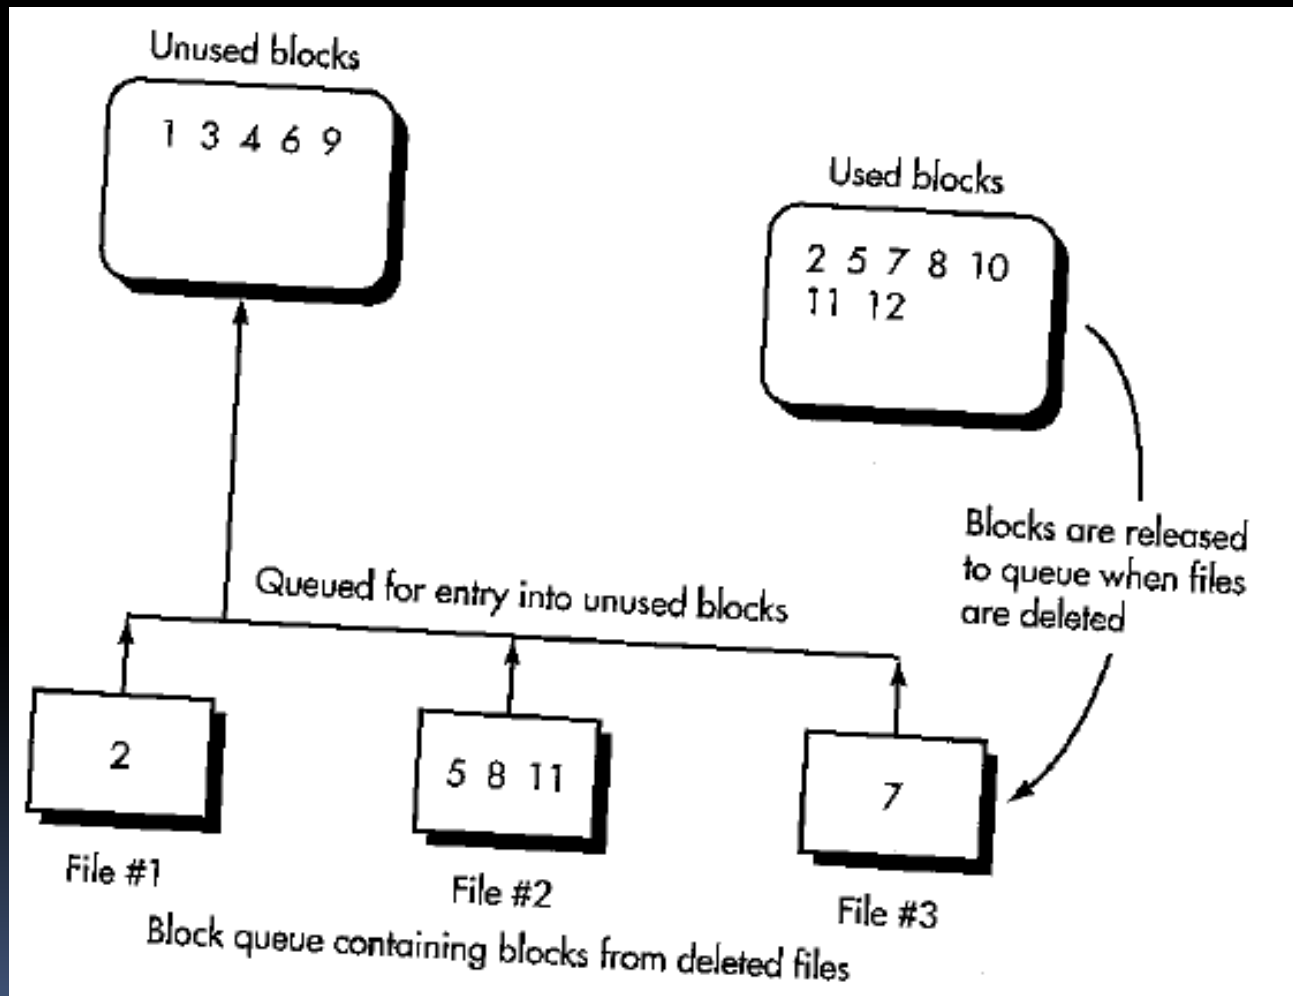 Unused blocks
1 3 4 6 9
Used blocks
2 5 7 8 10
11 12
Blocks are released
to queue when files
are deleted
Queued for entry into unused blocks
2
5 8 11
7
File #1
File #2
File #3
Block queue containing blocks from deleted files